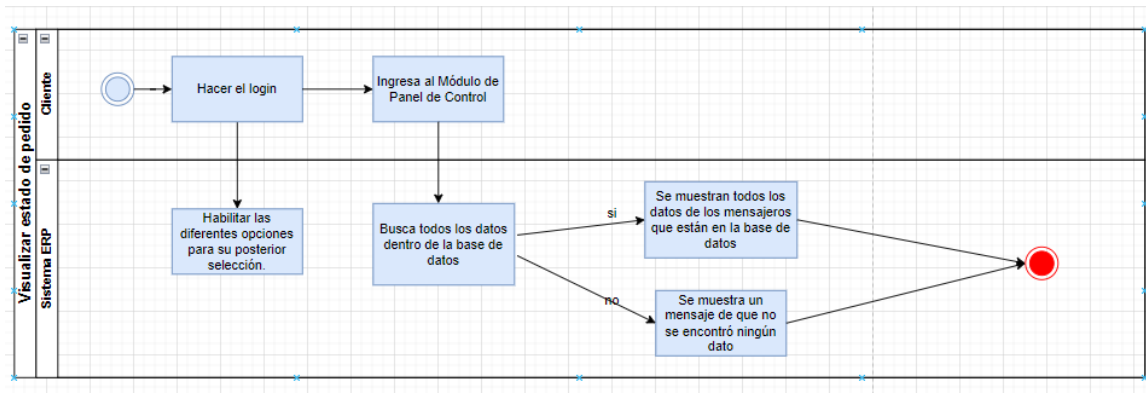 Visualizar estado de pedido
Cliente
Hacer el login
Ingresa al Módulo de
Panel de Control
Sistema ERP
Habilitar las
diferentes opciones
para su posterior
selección.
Busca todos los datos
dentro de la base de
datos
si
no
Se muestran todos los
datos de los mensajeros
que están en la base de
datos
Se muestra un
mensaje de que no
se encontró ningún
dato